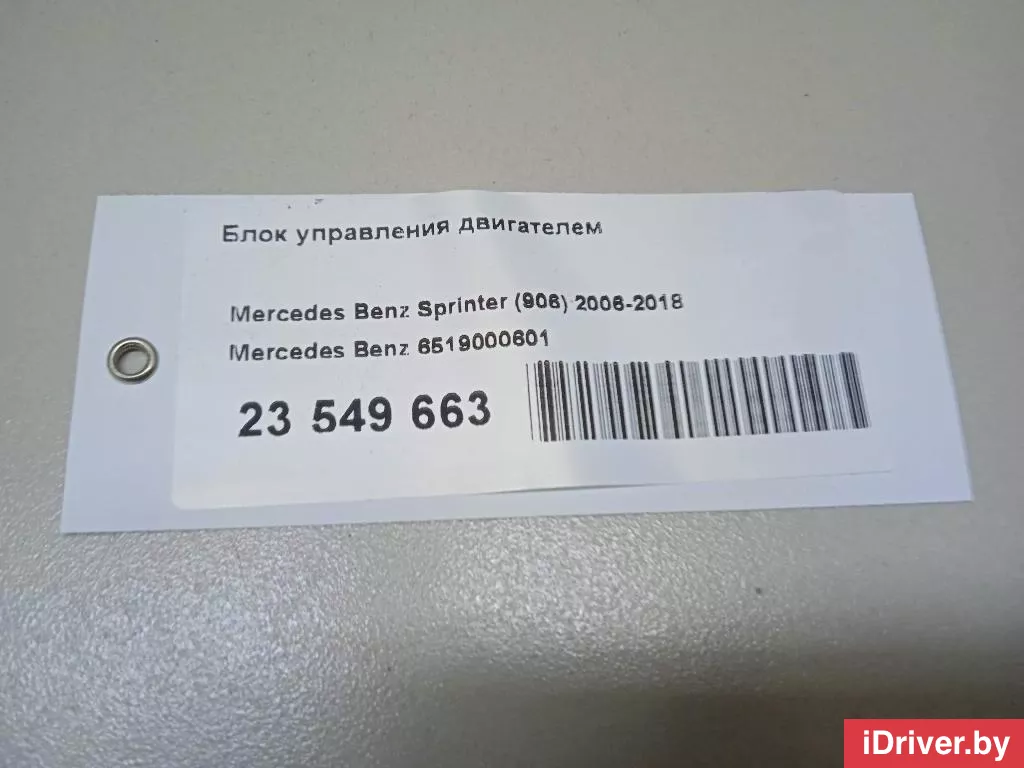 Блок управления двигателем
Mercedes Benz Sprinter (906) 2006-2018
Mercedes Benz 6519000601
23 549 663
iDriver.by